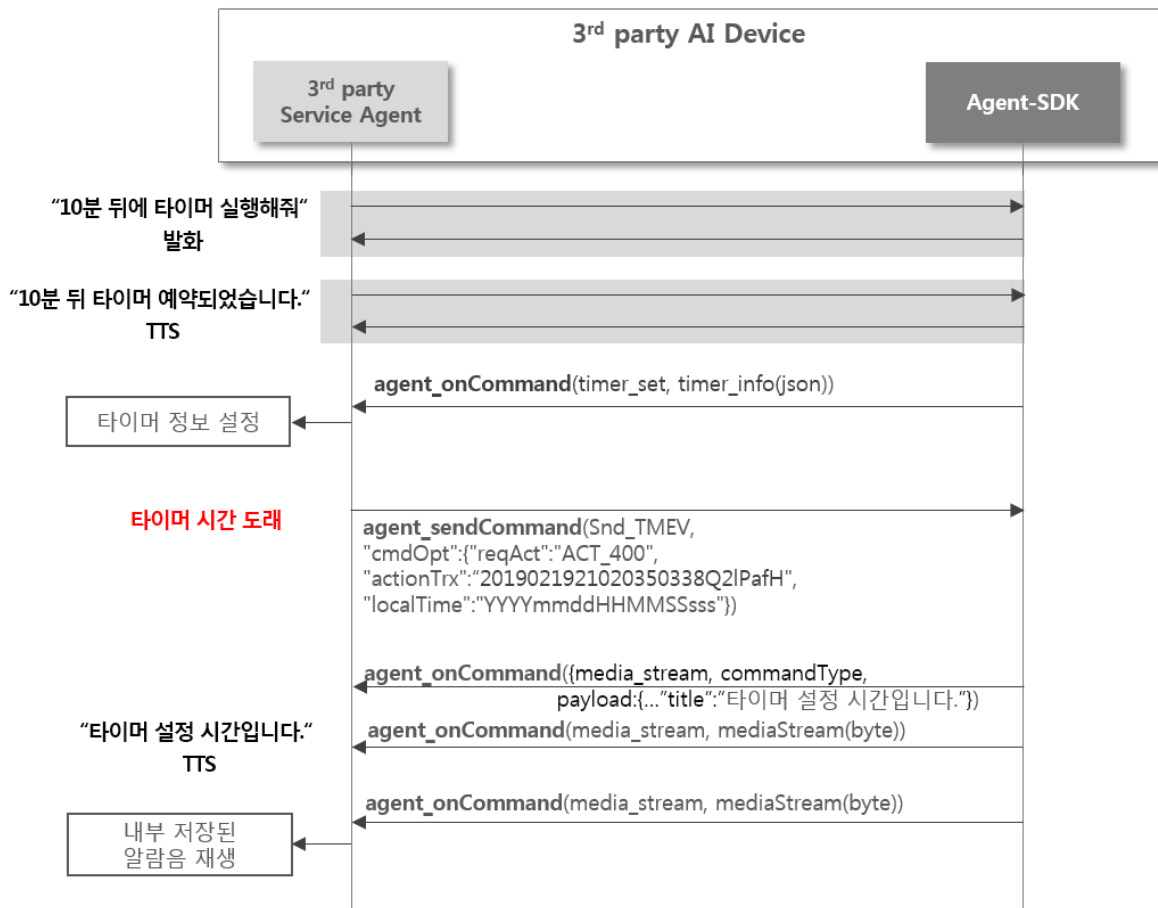 3rd party AI Device
3rd party
Service Agent
Agent-SDK
“10분 뒤에 타이머 실행해줘“
발화
“10분 뒤 타이머 예약되었습니다.“
TTS
agent_onCommand(timer_set, timer_info(json))
타이머 정보 설정
타이머 시간 도래
agent_sendCommand(Snd_TMEV,
"cmdOpt":{"reqAct":"ACT_400",
"actionTrx":“2019021921020350338Q2lPafH",
"localTime":"YYYYmmddHHMMSSsss"})
agent_onCommand({media_stream, commandType,
payload:{…”title”:“타이머 설정 시간입니다.”})
“타이머 설정 시간입니다.“
TTS
agent_onCommand(media_stream, mediaStream(byte))
agent_onCommand(media_stream, mediaStream(byte))
내부 저장된
알람음 재생